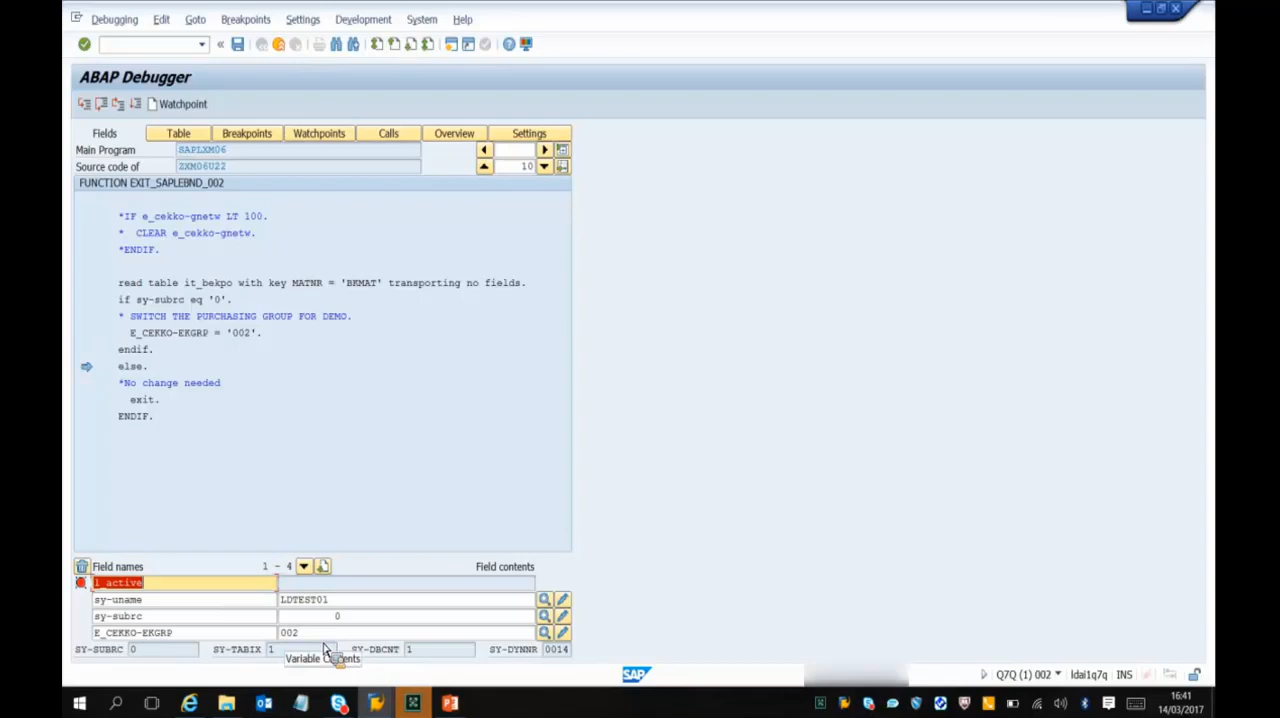 Debugging Edit Goto Breakpoints Settings Development System Help
ABAP Debugger
Watchpoint
Fields Table Breakpoints Watchpoints Calls Overview Settings
Main Program SAPLXM06
Source code of ZXM06U22 10
FUNCTION EXIT_SAPLEBND_002
*IF e_cekko-gnetw LT 100.
* CLEAR e_cekko-gnetw.
*ENDIF.
read table it_bekpo with key MATNR = 'BKMAT' transporting no fields.
if sy-subrc eq '0'.
* SWITCH THE PURCHASING GROUP FOR DEMO.
E_CEKKO-EKGRP = '002'.
endif.
else.
*No change needed
exit.
ENDIF.
Field names 1 - 4 Field contents
l_active
sy-uname LDTEST01
sy-subrc 0
E_CEKKO-EKGRP 002
SY-SUBRC 0 SY-TABIX 1 SY-DBCNT 1 SY-DYNNR 0014
Variable
SAP Q7Q (1) 002 ldai1q7q INS
16:41
14/03/2017